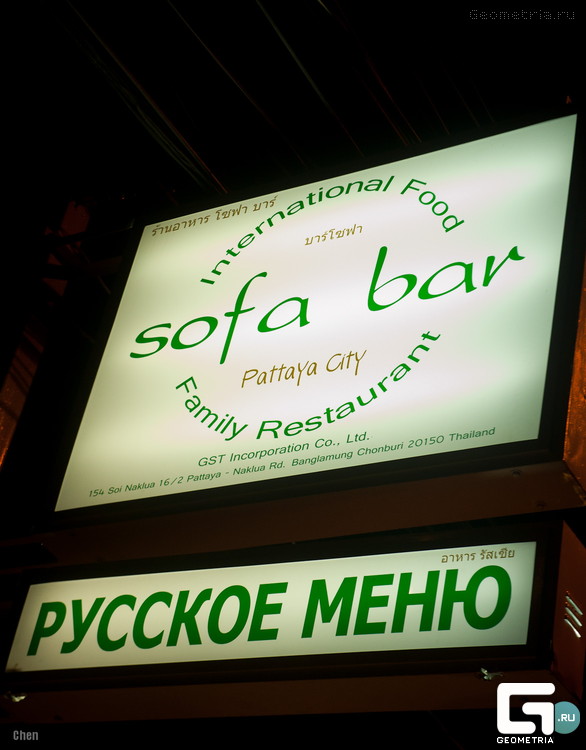 Geometria.ru
ร้านอาหาร โซฟา บาร์
International Food
บาร์โซฟา
sofa bar
Pattaya City
Family Restaurant
GST Incorporation Co., Ltd.
154 Soi Naklua 16/2 Pattaya - Naklua Rd. Banglamung Chonburi 20150 Thailand
อาหาร รัสเซีย
РУССКОЕ МЕНЮ
G .RU
GEOMETRIA
Chen